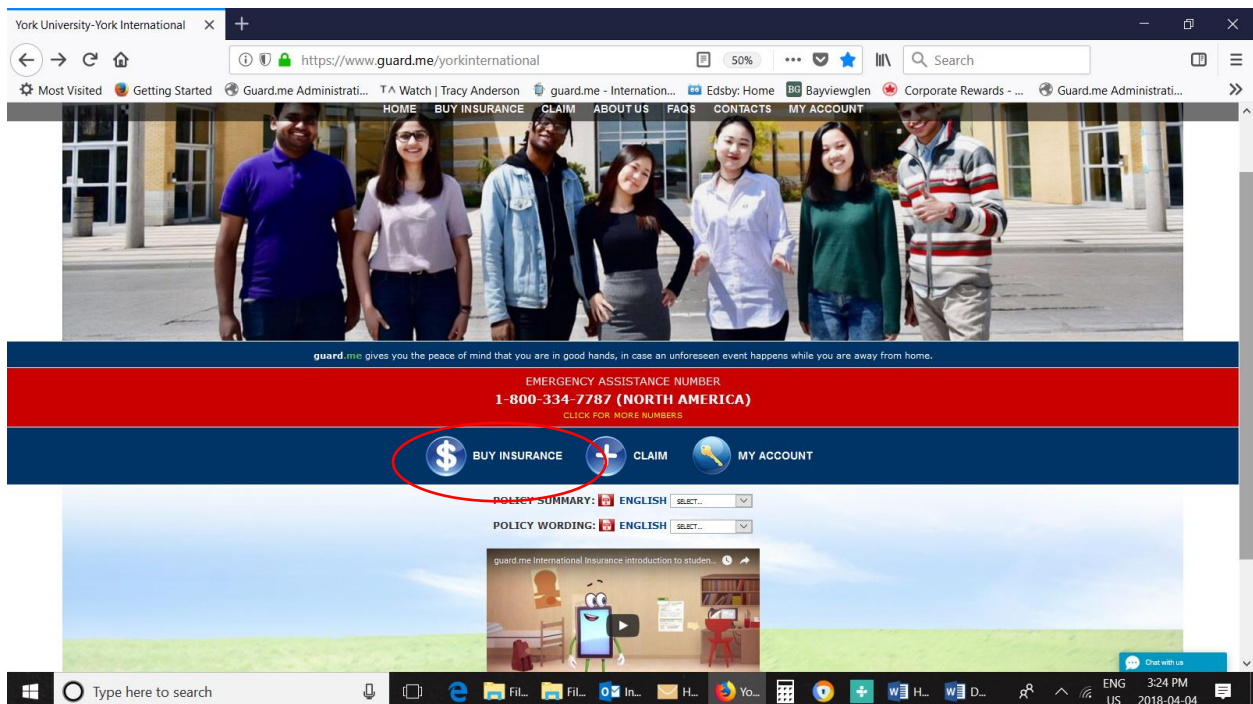 York University-York International
https://www.guard.me/yorkinternational
50%
Search
Most Visited Getting Started Guard.me Administrati... T∧ Watch | Tracy Anderson guard.me - Internation... Edsby: Home BG Bayviewglen Corporate Rewards - ... Guard.me Administrati...
HOME BUY INSURANCE CLAIM ABOUT US FAQS CONTACTS MY ACCOUNT
guard.me gives you the peace of mind that you are in good hands, in case an unforeseen event happens while you are away from home.
EMERGENCY ASSISTANCE NUMBER
1-800-334-7787 (NORTH AMERICA)
CLICK FOR MORE NUMBERS
$ BUY INSURANCE CLAIM MY ACCOUNT
POLICY SUMMARY: ENGLISH SELECT...
POLICY WORDING: ENGLISH SELECT...
guard.me International Insurance introduction to studen...
Chat with us
Type here to search
Fil... Fil... In... H... Yo... H... D...
ENG 3:24 PM
US 2018-04-04